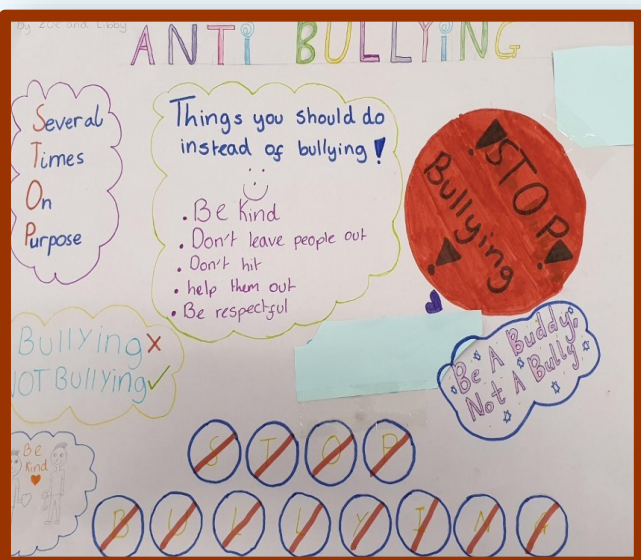 By Zoe and Libby
ANTi BULLYiNG
Several
Times
On
Purpose
Things you should do
instead of bullying!
• Be Kind
• Don't leave people out
• Don't hit
• help them out
• Be respectful
! STOP !
Bullying !
Bullying x
NOT Bullying ✓
Be A Buddy,
Not A Bully.
Be
Kind
STOP
BULLYING